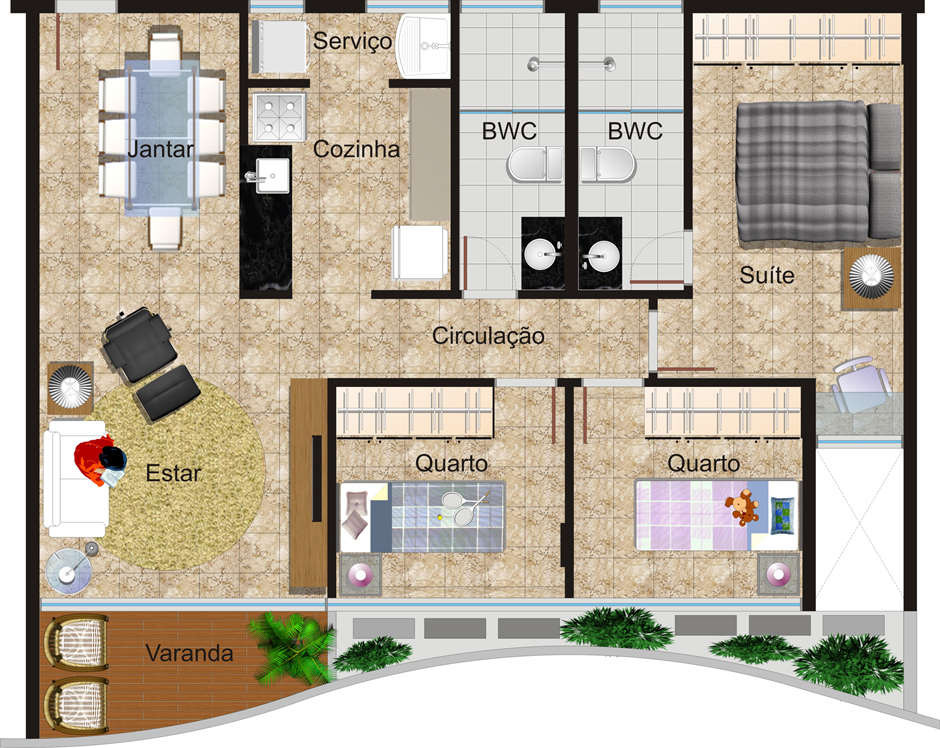 Serviço
Jantar
Cozinha
BWC
BWC
Suíte
Circulação
Estar
Quarto
Quarto
Varanda